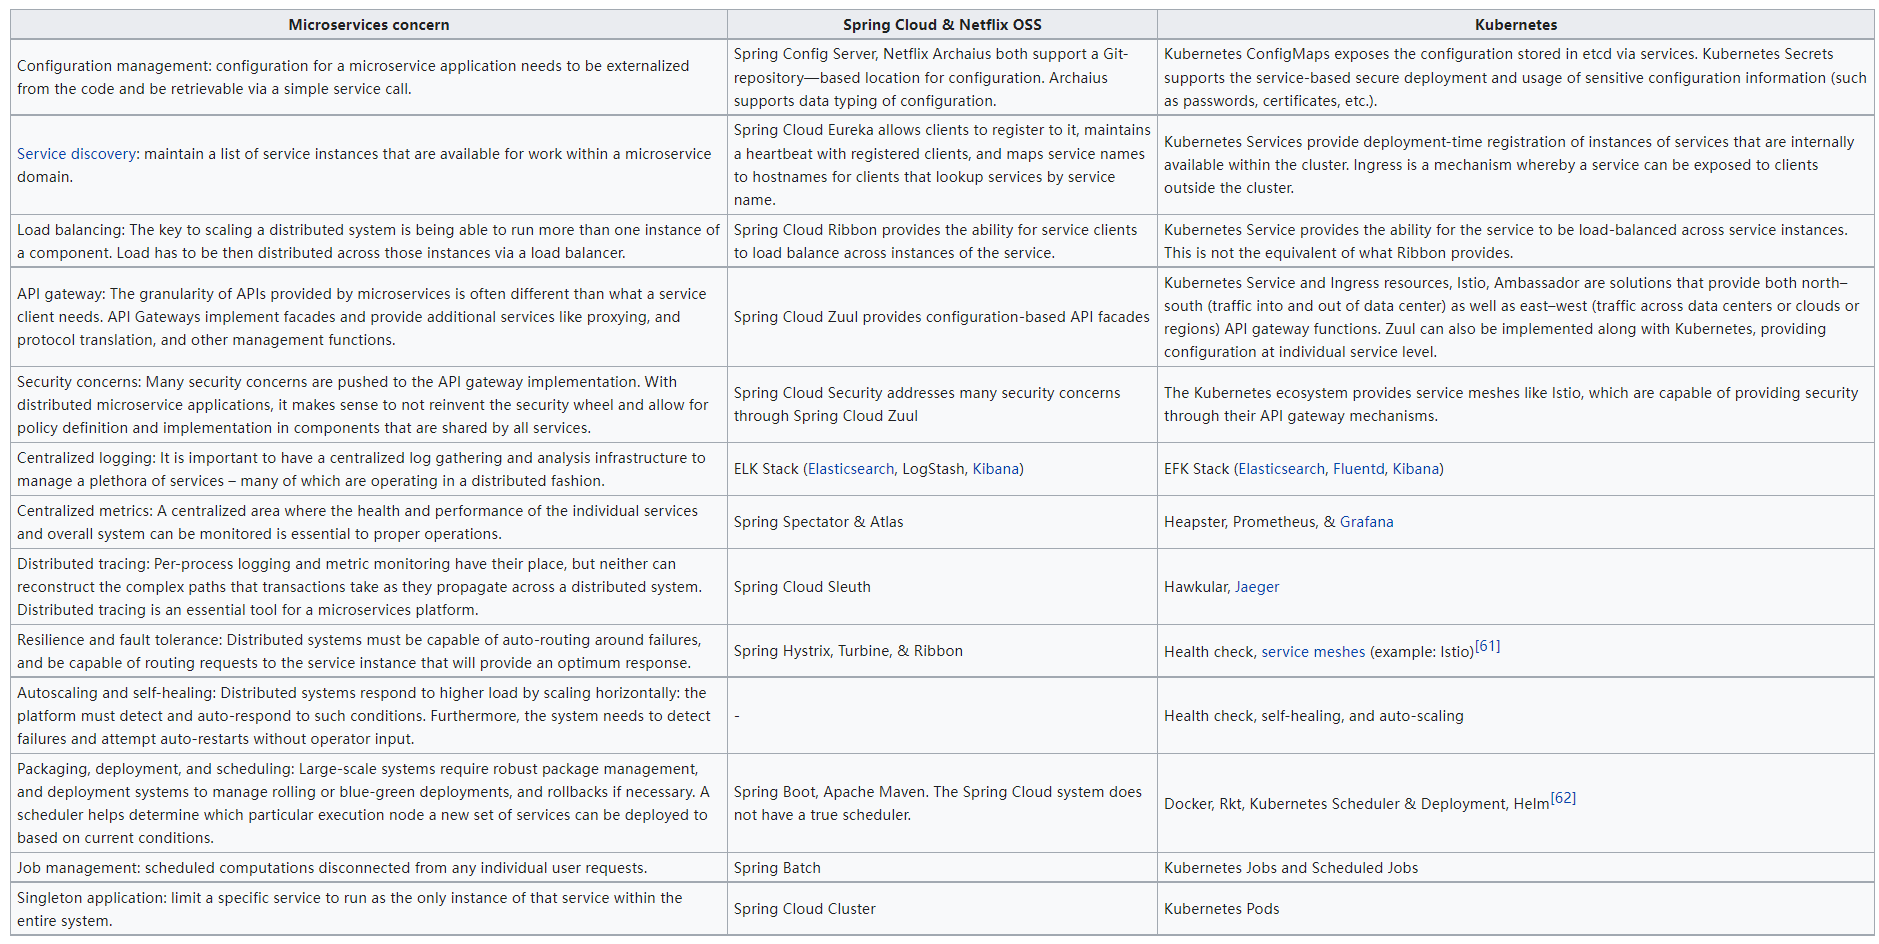 Microservices concern
Spring Cloud & Netflix OSS
Kubernetes
Configuration management: configuration for a microservice application needs to be externalized
from the code and be retrievable via a simple service call.
Spring Config Server, Netflix Archaius both support a Git-
repository—based location for configuration. Archaius
supports data typing of configuration.
Kubernetes ConfigMaps exposes the configuration stored in etcd via services. Kubernetes Secrets
supports the service-based secure deployment and usage of sensitive configuration information (such
as passwords, certificates, etc.).
Service discovery: maintain a list of service instances that are available for work within a microservice
domain.
Spring Cloud Eureka allows clients to register to it, maintains
a heartbeat with registered clients, and maps service names
to hostnames for clients that lookup services by service
name.
Kubernetes Services provide deployment-time registration of instances of services that are internally
available within the cluster. Ingress is a mechanism whereby a service can be exposed to clients
outside the cluster.
Load balancing: The key to scaling a distributed system is being able to run more than one instance of
a component. Load has to be then distributed across those instances via a load balancer.
Spring Cloud Ribbon provides the ability for service clients
to load balance across instances of the service.
Kubernetes Service provides the ability for the service to be load-balanced across service instances.
This is not the equivalent of what Ribbon provides.
API gateway: The granularity of APIs provided by microservices is often different than what a service
client needs. API Gateways implement facades and provide additional services like proxying, and
protocol translation, and other management functions.
Spring Cloud Zuul provides configuration-based API facades
Kubernetes Service and Ingress resources, Istio, Ambassador are solutions that provide both north–
south (traffic into and out of data center) as well as east–west (traffic across data centers or clouds or
regions) API gateway functions. Zuul can also be implemented along with Kubernetes, providing
configuration at individual service level.
Security concerns: Many security concerns are pushed to the API gateway implementation. With
distributed microservice applications, it makes sense to not reinvent the security wheel and allow for
policy definition and implementation in components that are shared by all services.
Spring Cloud Security addresses many security concerns
through Spring Cloud Zuul
The Kubernetes ecosystem provides service meshes like Istio, which are capable of providing security
through their API gateway mechanisms.
Centralized logging: It is important to have a centralized log gathering and analysis infrastructure to
manage a plethora of services – many of which are operating in a distributed fashion.
ELK Stack (Elasticsearch, LogStash, Kibana)
EFK Stack (Elasticsearch, Fluentd, Kibana)
Centralized metrics: A centralized area where the health and performance of the individual services
and overall system can be monitored is essential to proper operations.
Spring Spectator & Atlas
Heapster, Prometheus, & Grafana
Distributed tracing: Per-process logging and metric monitoring have their place, but neither can
reconstruct the complex paths that transactions take as they propagate across a distributed system.
Distributed tracing is an essential tool for a microservices platform.
Spring Cloud Sleuth
Hawkular, Jaeger
Resilience and fault tolerance: Distributed systems must be capable of auto-routing around failures,
and be capable of routing requests to the service instance that will provide an optimum response.
Spring Hystrix, Turbine, & Ribbon
Health check, service meshes (example: Istio)[61]
Autoscaling and self-healing: Distributed systems respond to higher load by scaling horizontally: the
platform must detect and auto-respond to such conditions. Furthermore, the system needs to detect
failures and attempt auto-restarts without operator input.
-
Health check, self-healing, and auto-scaling
Packaging, deployment, and scheduling: Large-scale systems require robust package management,
and deployment systems to manage rolling or blue-green deployments, and rollbacks if necessary. A
scheduler helps determine which particular execution node a new set of services can be deployed to
based on current conditions.
Spring Boot, Apache Maven. The Spring Cloud system does
not have a true scheduler.
Docker, Rkt, Kubernetes Scheduler & Deployment, Helm[62]
Job management: scheduled computations disconnected from any individual user requests.
Spring Batch
Kubernetes Jobs and Scheduled Jobs
Singleton application: limit a specific service to run as the only instance of that service within the
entire system.
Spring Cloud Cluster
Kubernetes Pods